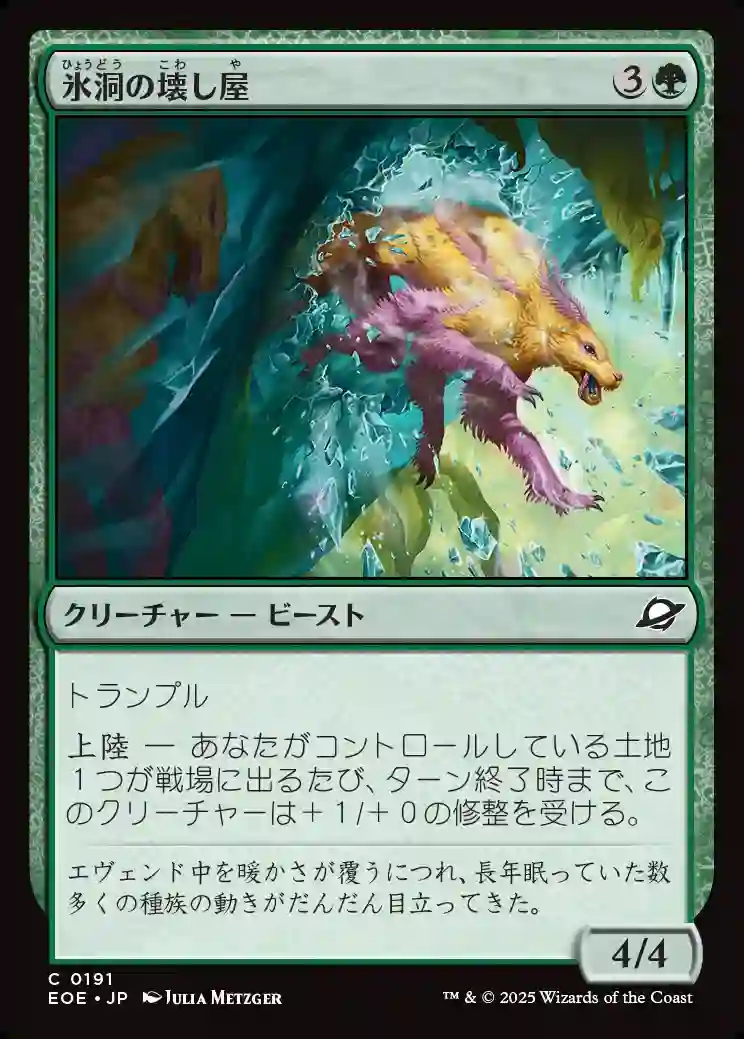 ひょうどう こわ や
氷洞の壊し屋
3
クリーチャー ― ビースト
トランプル
上陸 ― あなたがコントロールしている土地
１つが戦場に出るたび、ターン終了時まで、こ
のクリーチャーは＋１/＋０の修整を受ける。
エヴェンド中を暖かさが覆うにつれ、長年眠っていた数
多くの種族の動きがだんだん目立ってきた。
4/4
C 0191
EOE • JP Julia Metzger
™ & © 2025 Wizards of the Coast